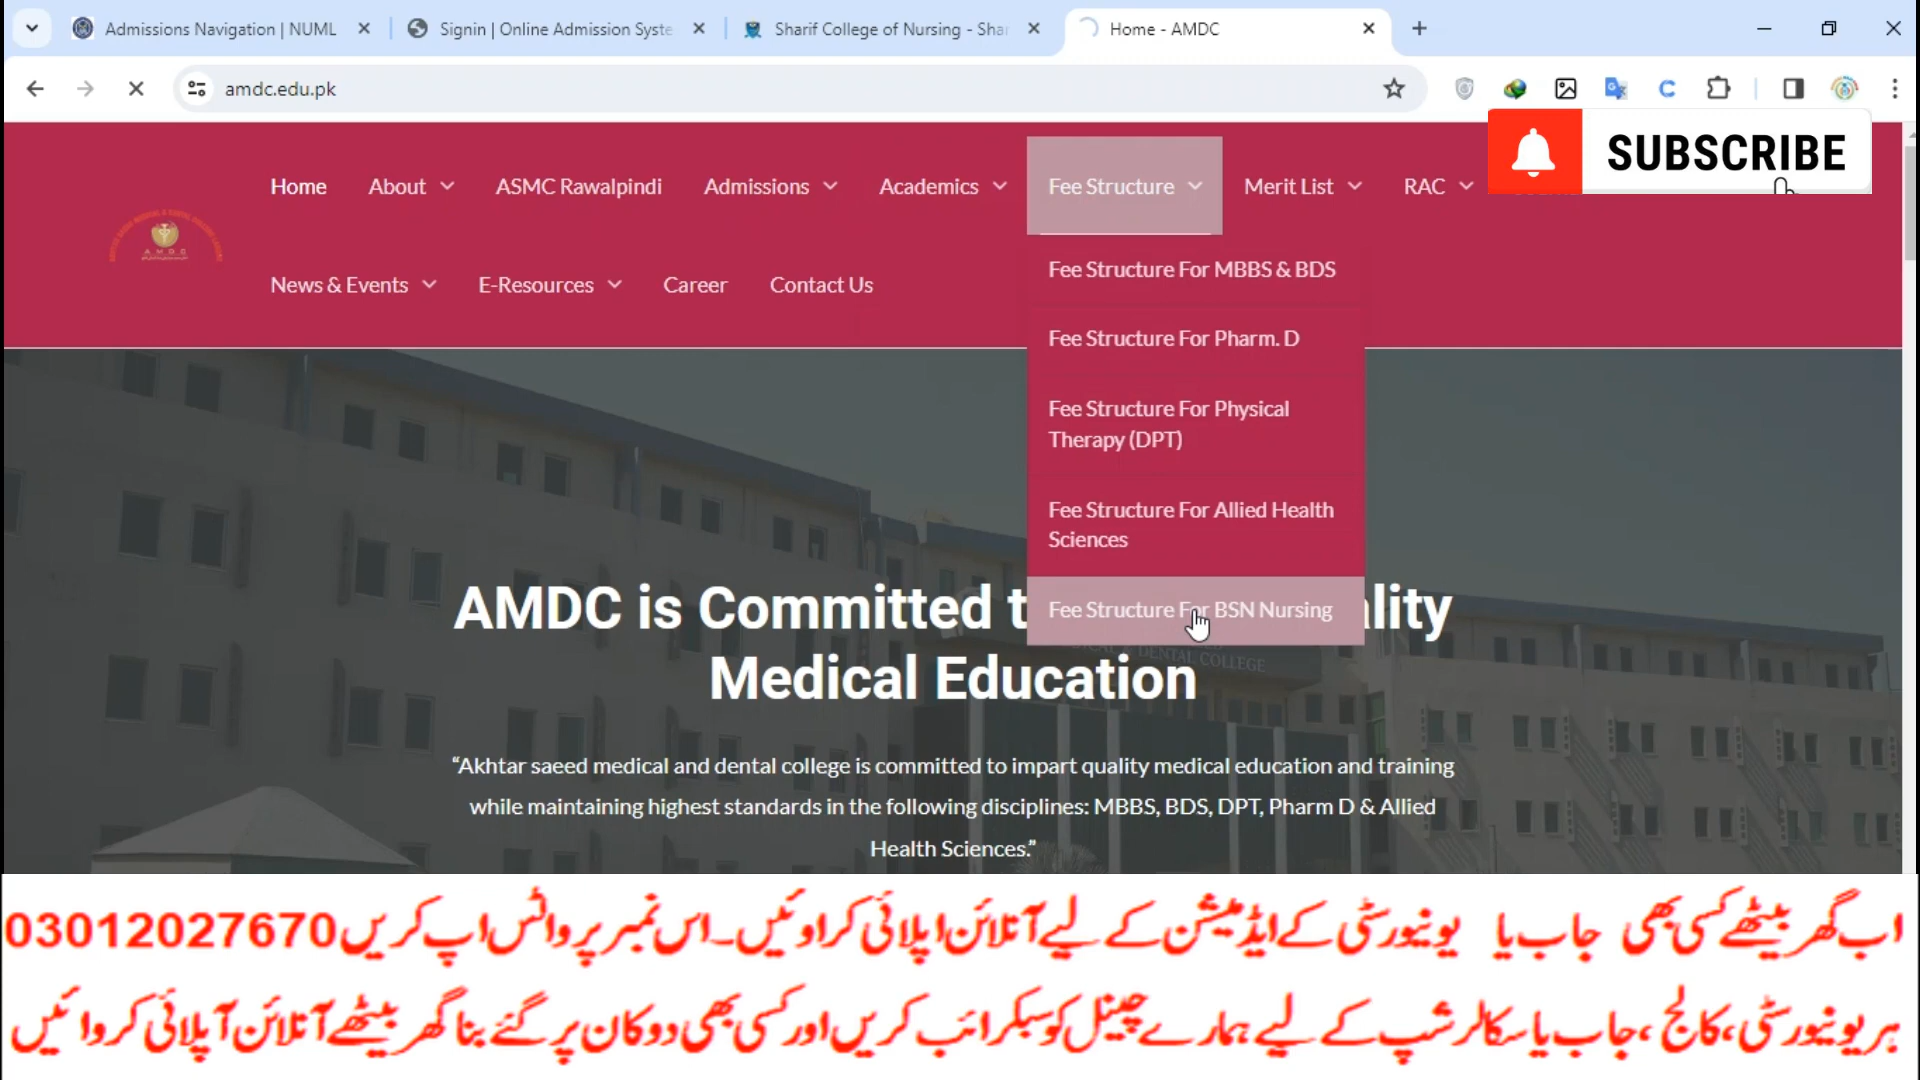 Admissions Navigation | NUML
Signin | Online Admission Syste
Sharif College of Nursing - Shar
Home - AMDC
amdc.edu.pk
SUBSCRIBE
Home
About
ASMC Rawalpindi
Admissions
Academics
Fee Structure
Merit List
RAC
News & Events
E-Resources
Career
Contact Us
Fee Structure For MBBS & BDS
Fee Structure For Pharm. D
Fee Structure For Physical
Therapy (DPT)
Fee Structure For Allied Health
Sciences
Fee Structure For BSN Nursing
AMDC is Committed t lity
Medical Education
“Akhtar saeed medical and dental college is committed to impart quality medical education and training
while maintaining highest standards in the following disciplines: MBBS, BDS, DPT, Pharm D & Allied
Health Sciences.”
اب گھر بیٹھے کسی بھی جاب یا یونیورسٹی کے ایڈمیشن کے لیے آنلائن اپلائی کراوئیں۔اس نمبر پر واٹس اپ کریں 03012027670
ہر یونیورسٹی، کالج ،جاب یا سکالر شپ کے لیے ہمارے چینل کو سبکرائب کریں اور کسی بھی دوکان پر گئے بنا گھر بیٹھے آنلائن آپلائی کروائیں